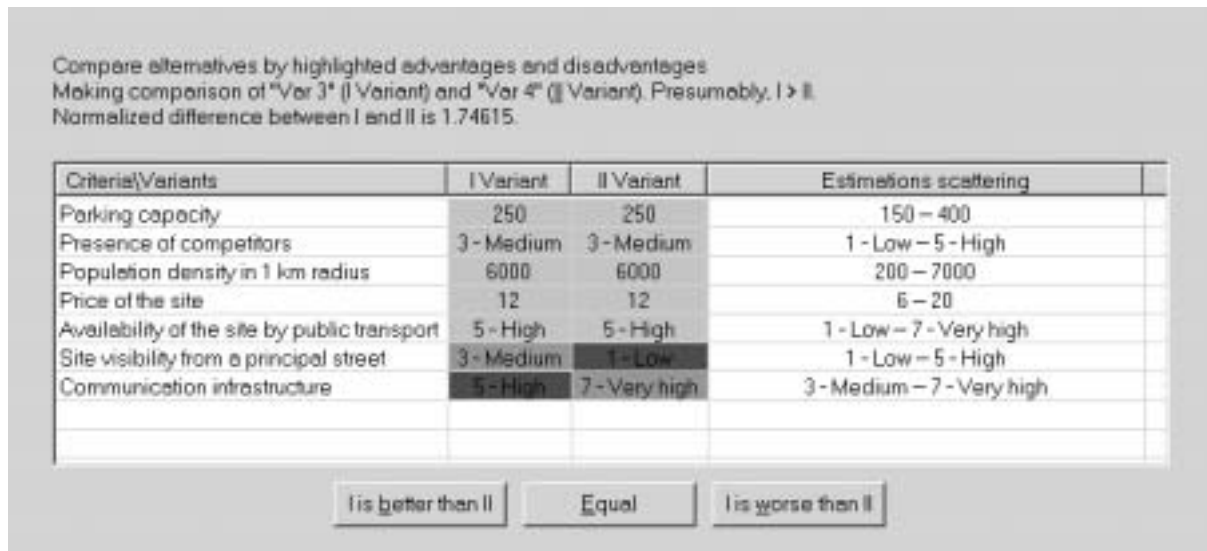 Compare alternatives by highlighted advantages and disadvantages
Making comparison of "Var 3" (I Variant) and "Var 4" (II Variant). Presumably, I > II.
Normalized difference between I and II is 1.74615.
Criteria\Variants I Variant II Variant Estimations scattering
Parking capacity 250 250 150 – 400
Presence of competitors 3 - Medium 3 - Medium 1 - Low – 5 - High
Population density in 1 km radius 6000 6000 200 – 7000
Price of the site 12 12 6 – 20
Availability of the site by public transport 5 - High 5 - High 1 - Low – 7 - Very high
Site visibility from a principal street 3 - Medium 1 - Low 1 - Low – 5 - High
Communication infrastructure 5 - High 7 - Very high 3 - Medium – 7 - Very high
I is better than II Equal I is worse than II